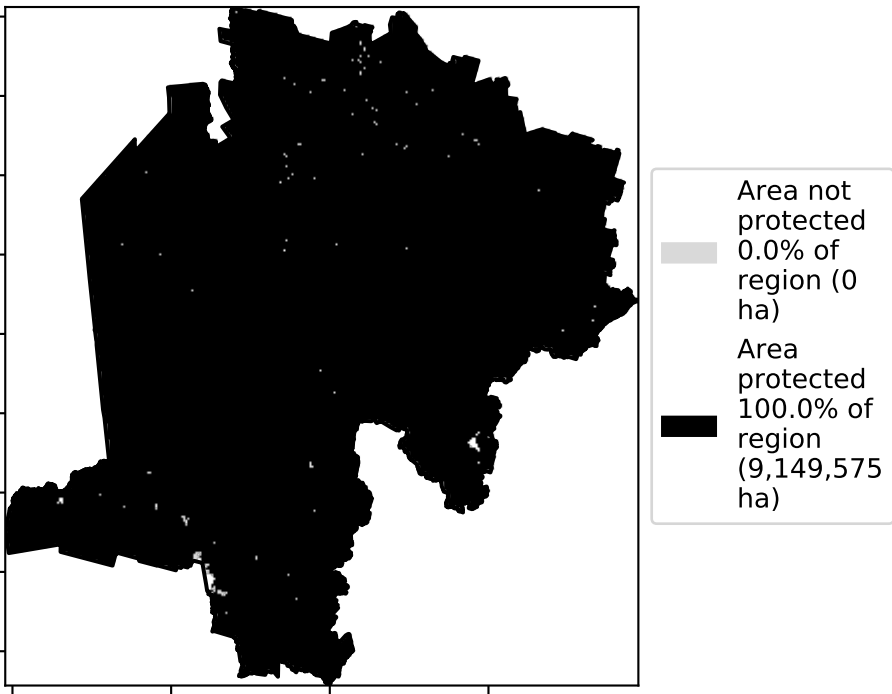 Area not
protected
0.0% of
region (0
ha)
Area
protected
100.0% of
region
(9,149,575
ha)